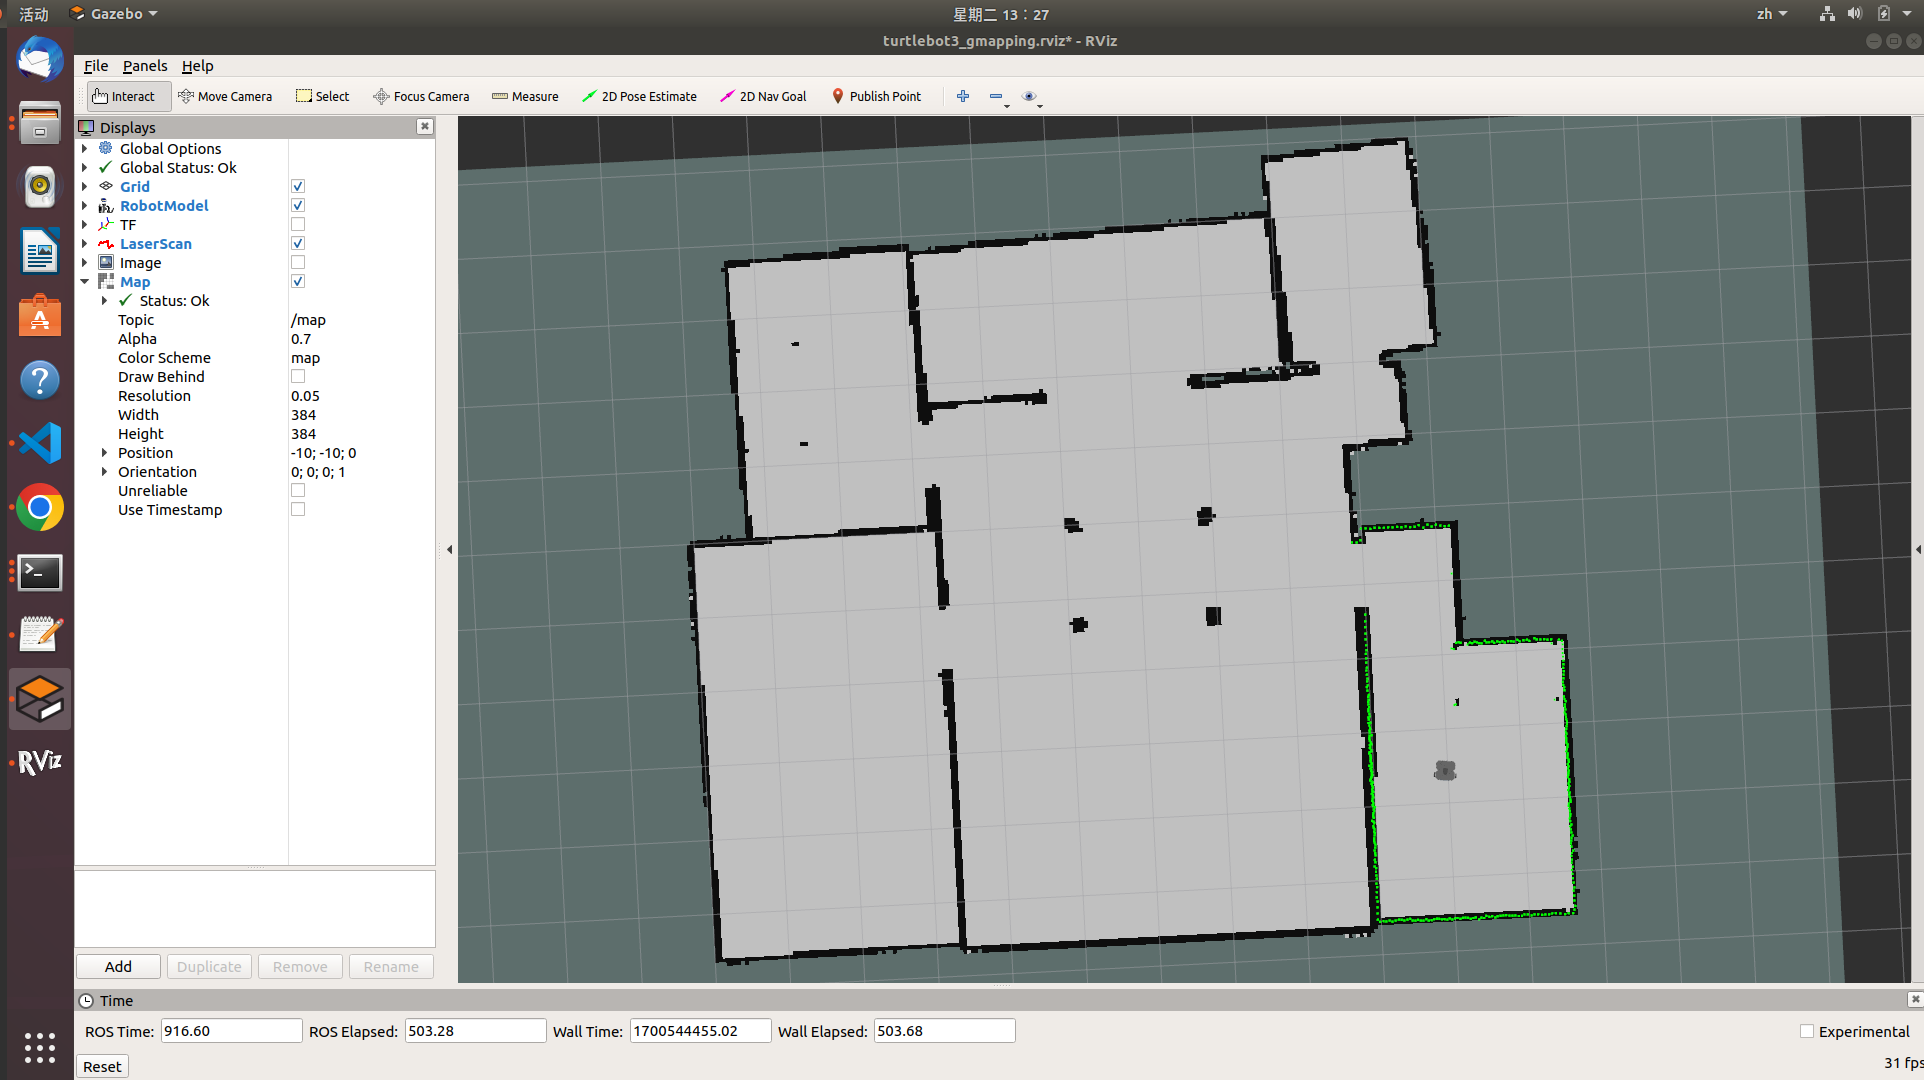 活动 Gazebo 星期二 13：27 zh
turtlebot3_gmapping.rviz* - RViz
File Panels Help
Interact Move Camera Select Focus Camera Measure 2D Pose Estimate 2D Nav Goal Publish Point
Displays
Global Options
Global Status: Ok
Grid
RobotModel
TF
LaserScan
Image
Map
Status: Ok
Topic /map
Alpha 0.7
Color Scheme map
Draw Behind
Resolution 0.05
Width 384
Height 384
Position -10; -10; 0
Orientation 0; 0; 0; 1
Unreliable
Use Timestamp
RViz
Add Duplicate Remove Rename
Time
ROS Time: 916.60 ROS Elapsed: 503.28 Wall Time: 1700544455.02 Wall Elapsed: 503.68 Experimental
Reset 31 fps